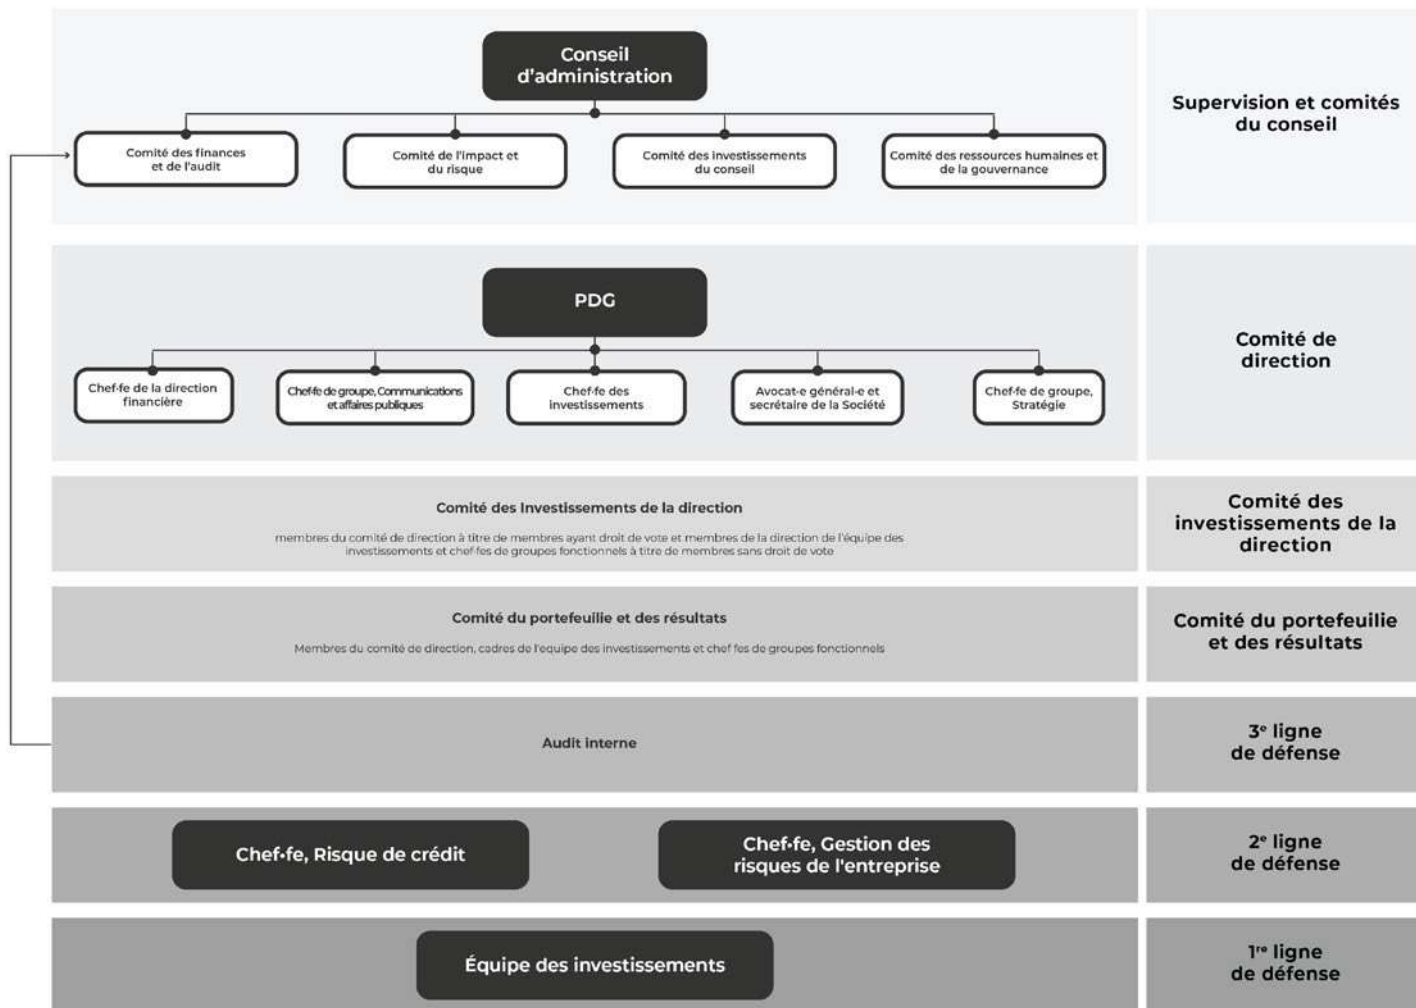 Conseil
d'administration
Supervision et comités
du conseil
Comité des finances
et de l'audit
Comité de l'impact et
du risque
Comité des investissements
du conseil
Comité des ressources humaines et
de la gouvernance
PDG
Comité de
direction
Chef·fe de la direction
financière
Chef·fe de groupe, Communications
et affaires publiques
Chef·fe des
investissements
Avocat·e général·e et
secrétaire de la Société
Chef·fe de groupe,
Stratégie
Comité des Investissements de la direction
membres du comité de direction à titre de membres ayant droit de vote et membres de la direction de l'équipe des
investissements et chef·fes de groupes fonctionnels à titre de membres sans droit de vote
Comité des
investissements de la
direction
Comité du portefeuilie et des résultats
Membres du comité de direction, cadres de l'equipe des investissements et chef fes de groupes fonctionnels
Comité du portefeuilie
et des résultats
Audit interne
3e ligne
de défense
Chef·fe, Risque de crédit
Chef·fe, Gestion des
risques de l'entreprise
2e ligne
de défense
Équipe des investissements
1re ligne
de défense